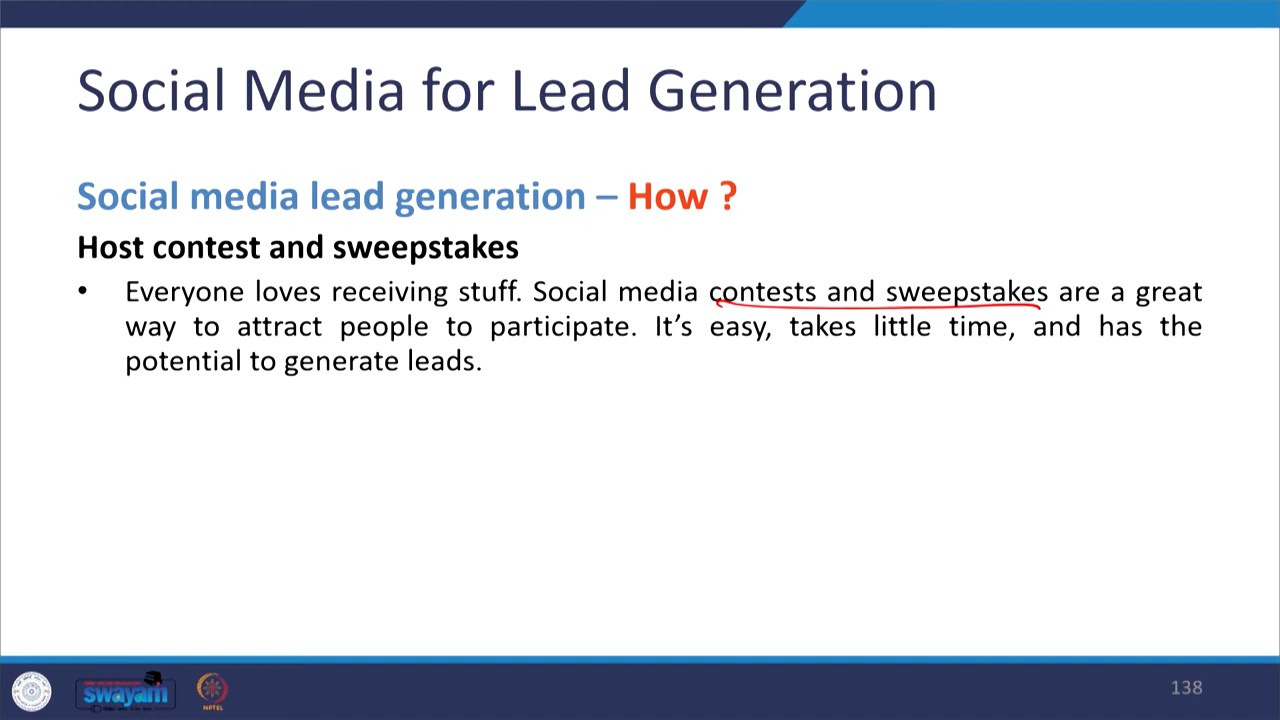 Social Media for Lead Generation
Social media lead generation – How ?
Host contest and sweepstakes
• Everyone loves receiving stuff. Social media contests and sweepstakes are a great
way to attract people to participate. It’s easy, takes little time, and has the
potential to generate leads.
swayam
NPTEL
138